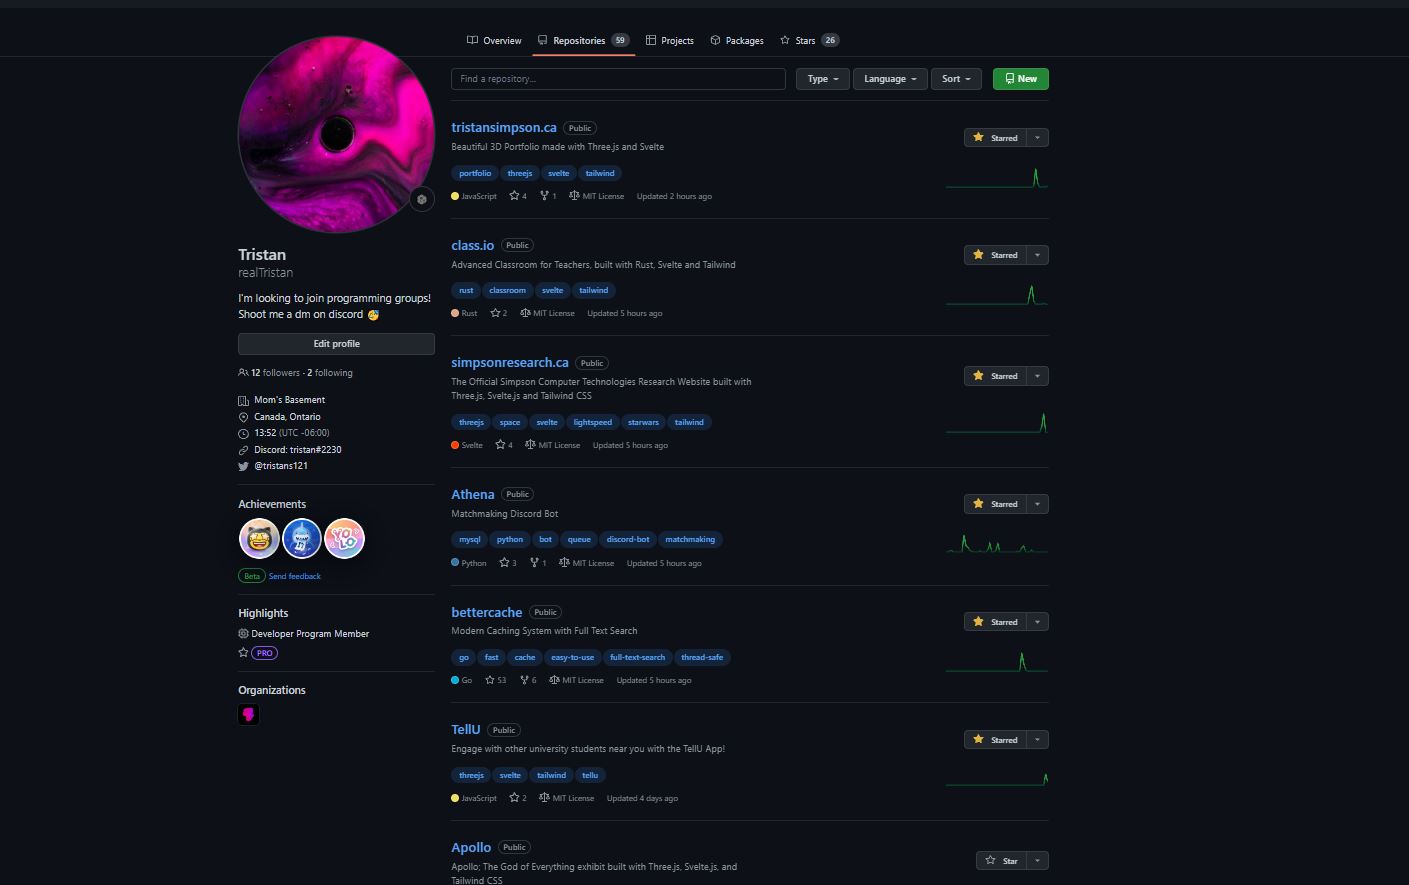 Overview Repositories 59 Projects Packages Stars 26
Find a repository... Type Language Sort New
Tristan
realTristan
I'm looking to join programming groups!
Shoot me a dm on discord 🥳
Edit profile
12 followers · 2 following
Mom's Basement
Canada, Ontario
13:52 (UTC -06:00)
Discord: tristan#2230
@tristans121
Achievements
YOLO
Beta Send feedback
Highlights
Developer Program Member
PRO
Organizations
tristansimpson.ca Public
Starred
Beautiful 3D Portfolio made with Three.js and Svelte
portfolio threejs svelte tailwind
JavaScript 4 1 MIT License Updated 2 hours ago
class.io Public
Starred
Advanced Classroom for Teachers, built with Rust, Svelte and Tailwind
rust classroom svelte tailwind
Rust 2 MIT License Updated 5 hours ago
simpsonresearch.ca Public
Starred
The Official Simpson Computer Technologies Research Website built with
Three.js, Svelte.js and Tailwind CSS
threejs space svelte lightspeed starwars tailwind
Svelte 4 MIT License Updated 5 hours ago
Athena Public
Starred
Matchmaking Discord Bot
mysql python bot queue discord-bot matchmaking
Python 3 1 MIT License Updated 5 hours ago
bettercache Public
Starred
Modern Caching System with Full Text Search
go fast cache easy-to-use full-text-search thread-safe
Go 53 6 MIT License Updated 5 hours ago
TellU Public
Starred
Engage with other university students near you with the TellU App!
threejs svelte tailwind tellu
JavaScript 2 MIT License Updated 4 days ago
Apollo Public
Star
Apollo; The God of Everything exhibit built with Three.js, Svelte.js, and
Tailwind CSS